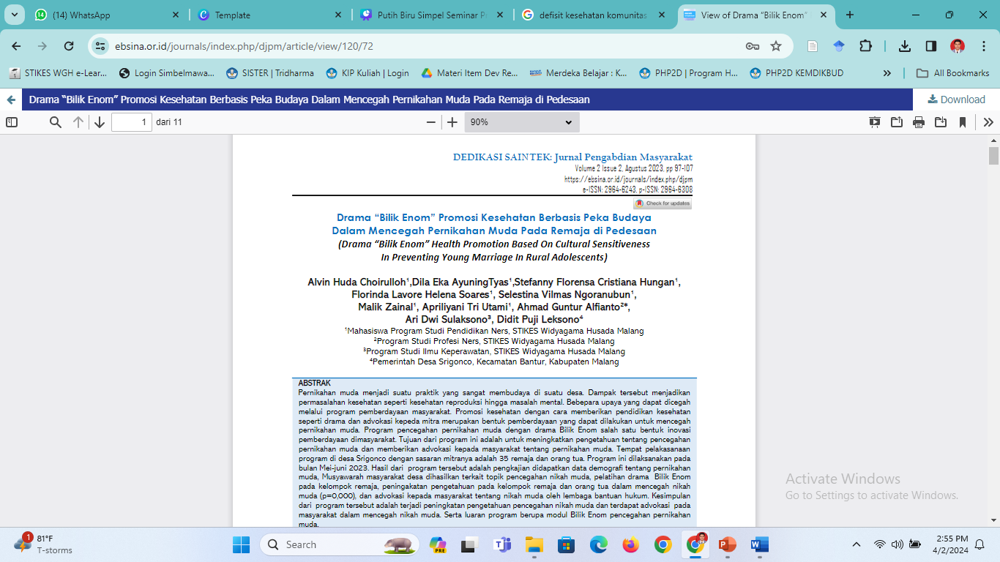 (14) WhatsApp
Template
Putih Biru Simpel Seminar P
defisit kesehatan komunitas
View of Drama "Bilik Enom"
ebsina.or.id/journals/index.php/djpm/article/view/120/72
STIKES WGH e-Lear...
Login Simbelmawa...
SISTER | Tridharma
KIP Kuliah | Login
Materi Item Dev Re...
Merdeka Belajar : K...
PHP2D | Program H...
PHP2D KEMDIKBUD
All Bookmarks
Drama "Bilik Enom" Promosi Kesehatan Berbasis Peka Budaya Dalam Mencegah Pernikahan Muda Pada Remaja di Pedesaan
Download
1 dari 11
90%
DEDIKASI SAINTEK: Jurnal Pengabdian Masyarakat
Volume 2 Issue 2, Agustus 2023, pp 97-107
https://ebsina.or.id/journals/index.php/djpm
e-ISSN: 2964-6243, p-ISSN: 2964-6308
Check for updates
Drama "Bilik Enom" Promosi Kesehatan Berbasis Peka Budaya
Dalam Mencegah Pernikahan Muda Pada Remaja di Pedesaan
(Drama "Bilik Enom" Health Promotion Based On Cultural Sensitiveness
In Preventing Young Marriage In Rural Adolescents)
Alvin Huda Choirulloh¹,Dila Eka AyuningTyas¹,Stefanny Florensa Cristiana Hungan¹,
Florinda Lavore Helena Soares¹, Selestina Vilmas Ngoranubun¹,
Malik Zainal¹, Apriliyani Tri Utami¹, Ahmad Guntur Alfianto²*,
Ari Dwi Sulaksono³, Didit Puji Leksono⁴
¹Mahasiswa Program Studi Pendidikan Ners, STIKES Widyagama Husada Malang
²Program Studi Profesi Ners, STIKES Widyagama Husada Malang
³Program Studi Ilmu Keperawatan, STIKES Widyagama Husada Malang
⁴Pemerintah Desa Srigonco, Kecamatan Bantur, Kabupaten Malang
ABSTRAK
Pernikahan muda menjadi suatu praktik yang sangat membudaya di suatu desa. Dampak tersebut menjadikan
permasalahan kesehatan seperti kesehatan reproduksi hingga masalah mental. Bebepara upaya yang dapat dicegah
melalui program pemberdayaan masyarakat. Promosi kesehatan dengan cara memberikan pendidikan kesehatan
seperti drama dan advokasi kepeda mitra merupakan bentuk pemberdayaan yang dapat dilakukan untuk mencegah
pernikahan muda. Program pencegahan pernikahan muda dengan drama Bilik Enom salah satu bentuk inovasi
pemberdayaan dimasyarakat. Tujuan dari program ini adalah untuk meningkatkan pengetahuan tentang pencegahan
pernikahan muda dan memberikan advokasi kepada masyarakat tentang pernikahan muda. Tempat pelakasanaan
program di desa Srigonco dengan sasaran mitranya adalah 35 remaja dan orang tua. Program ini dilaksanakan pada
bulan Mei-juni 2023. Hasil dari program tersebut adalah pengkajian didapatkan data demografi tentang pernikahan
muda, Musyawarah masyarakat desa dihasilkan terkait topik pencegahan nikah muda, pelatihan drama Bilik Enom
pada kelompok remaja, peningakatan pengetahuan pada kelompok remaja dan orang tua dalam mencegah nikah
muda (p=0,000), dan advokasi kepada masyarakat tentang nikah muda oleh lembaga bantuan hukum. Kesimpulan
dari program tersebut adalah terjadi peningkatan pengetahuan pencegahan nikah muda dan terdapat advokasi pada
masyarakat dalam mencegah nikah muda. Serta luaran program berupa modul Bilik Enom pencegahan pernikahan
muda.
Activate Windows
Go to Settings to activate Windows.
1
81°F
T-storms
Search
PRE
2:55 PM
4/2/2024